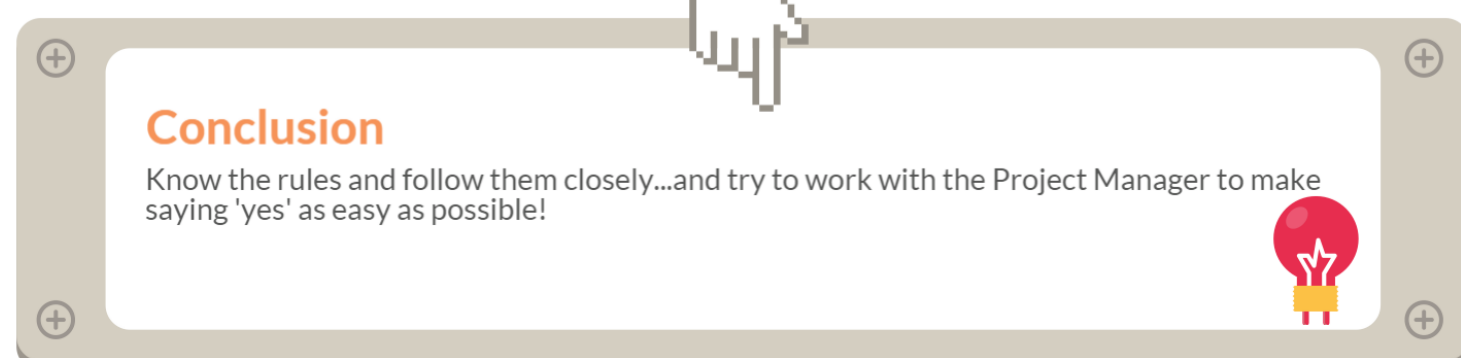 Conclusion
Know the rules and follow them closely...and try to work with the Project Manager to make
saying 'yes' as easy as possible!